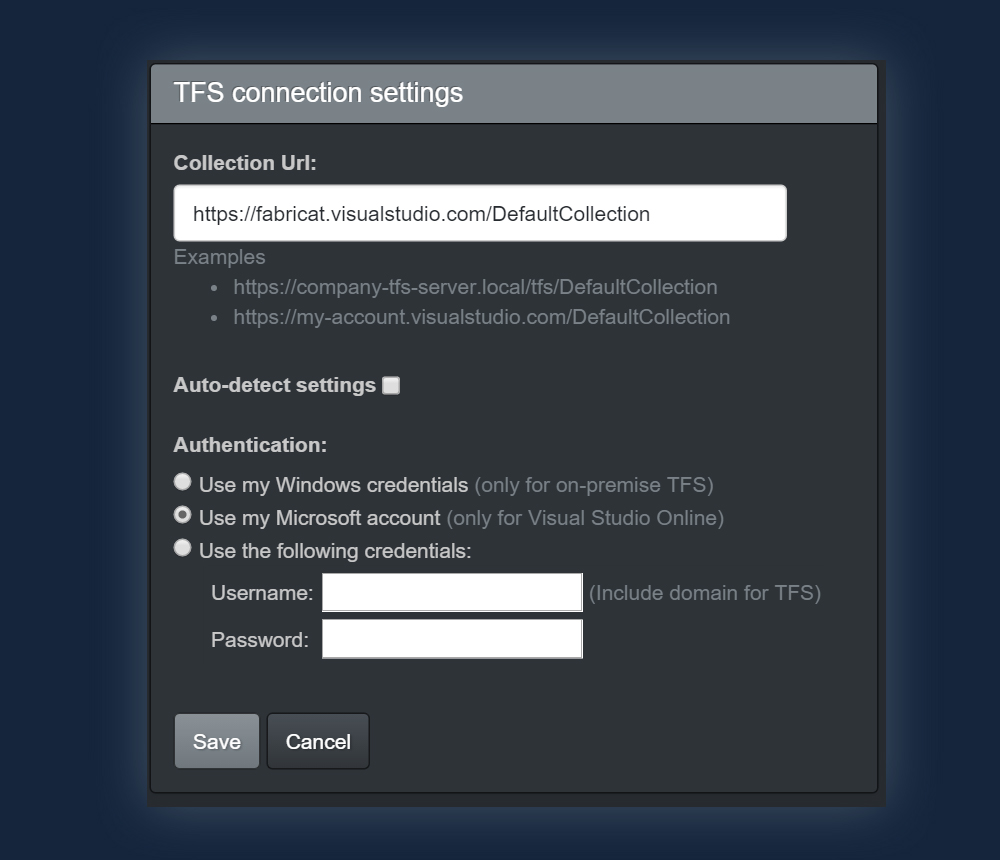 TFS connection settings
Collection Url:
https://fabricat.visualstudio.com/DefaultCollection
Examples
• https://company-tfs-server.local/tfs/DefaultCollection
• https://my-account.visualstudio.com/DefaultCollection
Auto-detect settings
Authentication:
Use my Windows credentials (only for on-premise TFS)
Use my Microsoft account (only for Visual Studio Online)
Use the following credentials:
Username: (Include domain for TFS)
Password:
Save Cancel